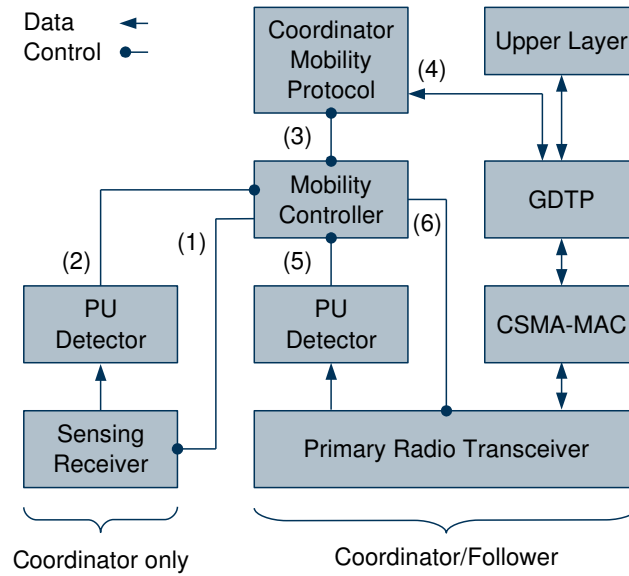 Data
Control
Coordinator
Mobility
Protocol
(4)
Upper Layer
(3)
Mobility
Controller
GDTP
(1)
(6)
(2)
(5)
PU
Detector
PU
Detector
CSMA-MAC
Sensing
Receiver
Primary Radio Transceiver
Coordinator only
Coordinator/Follower